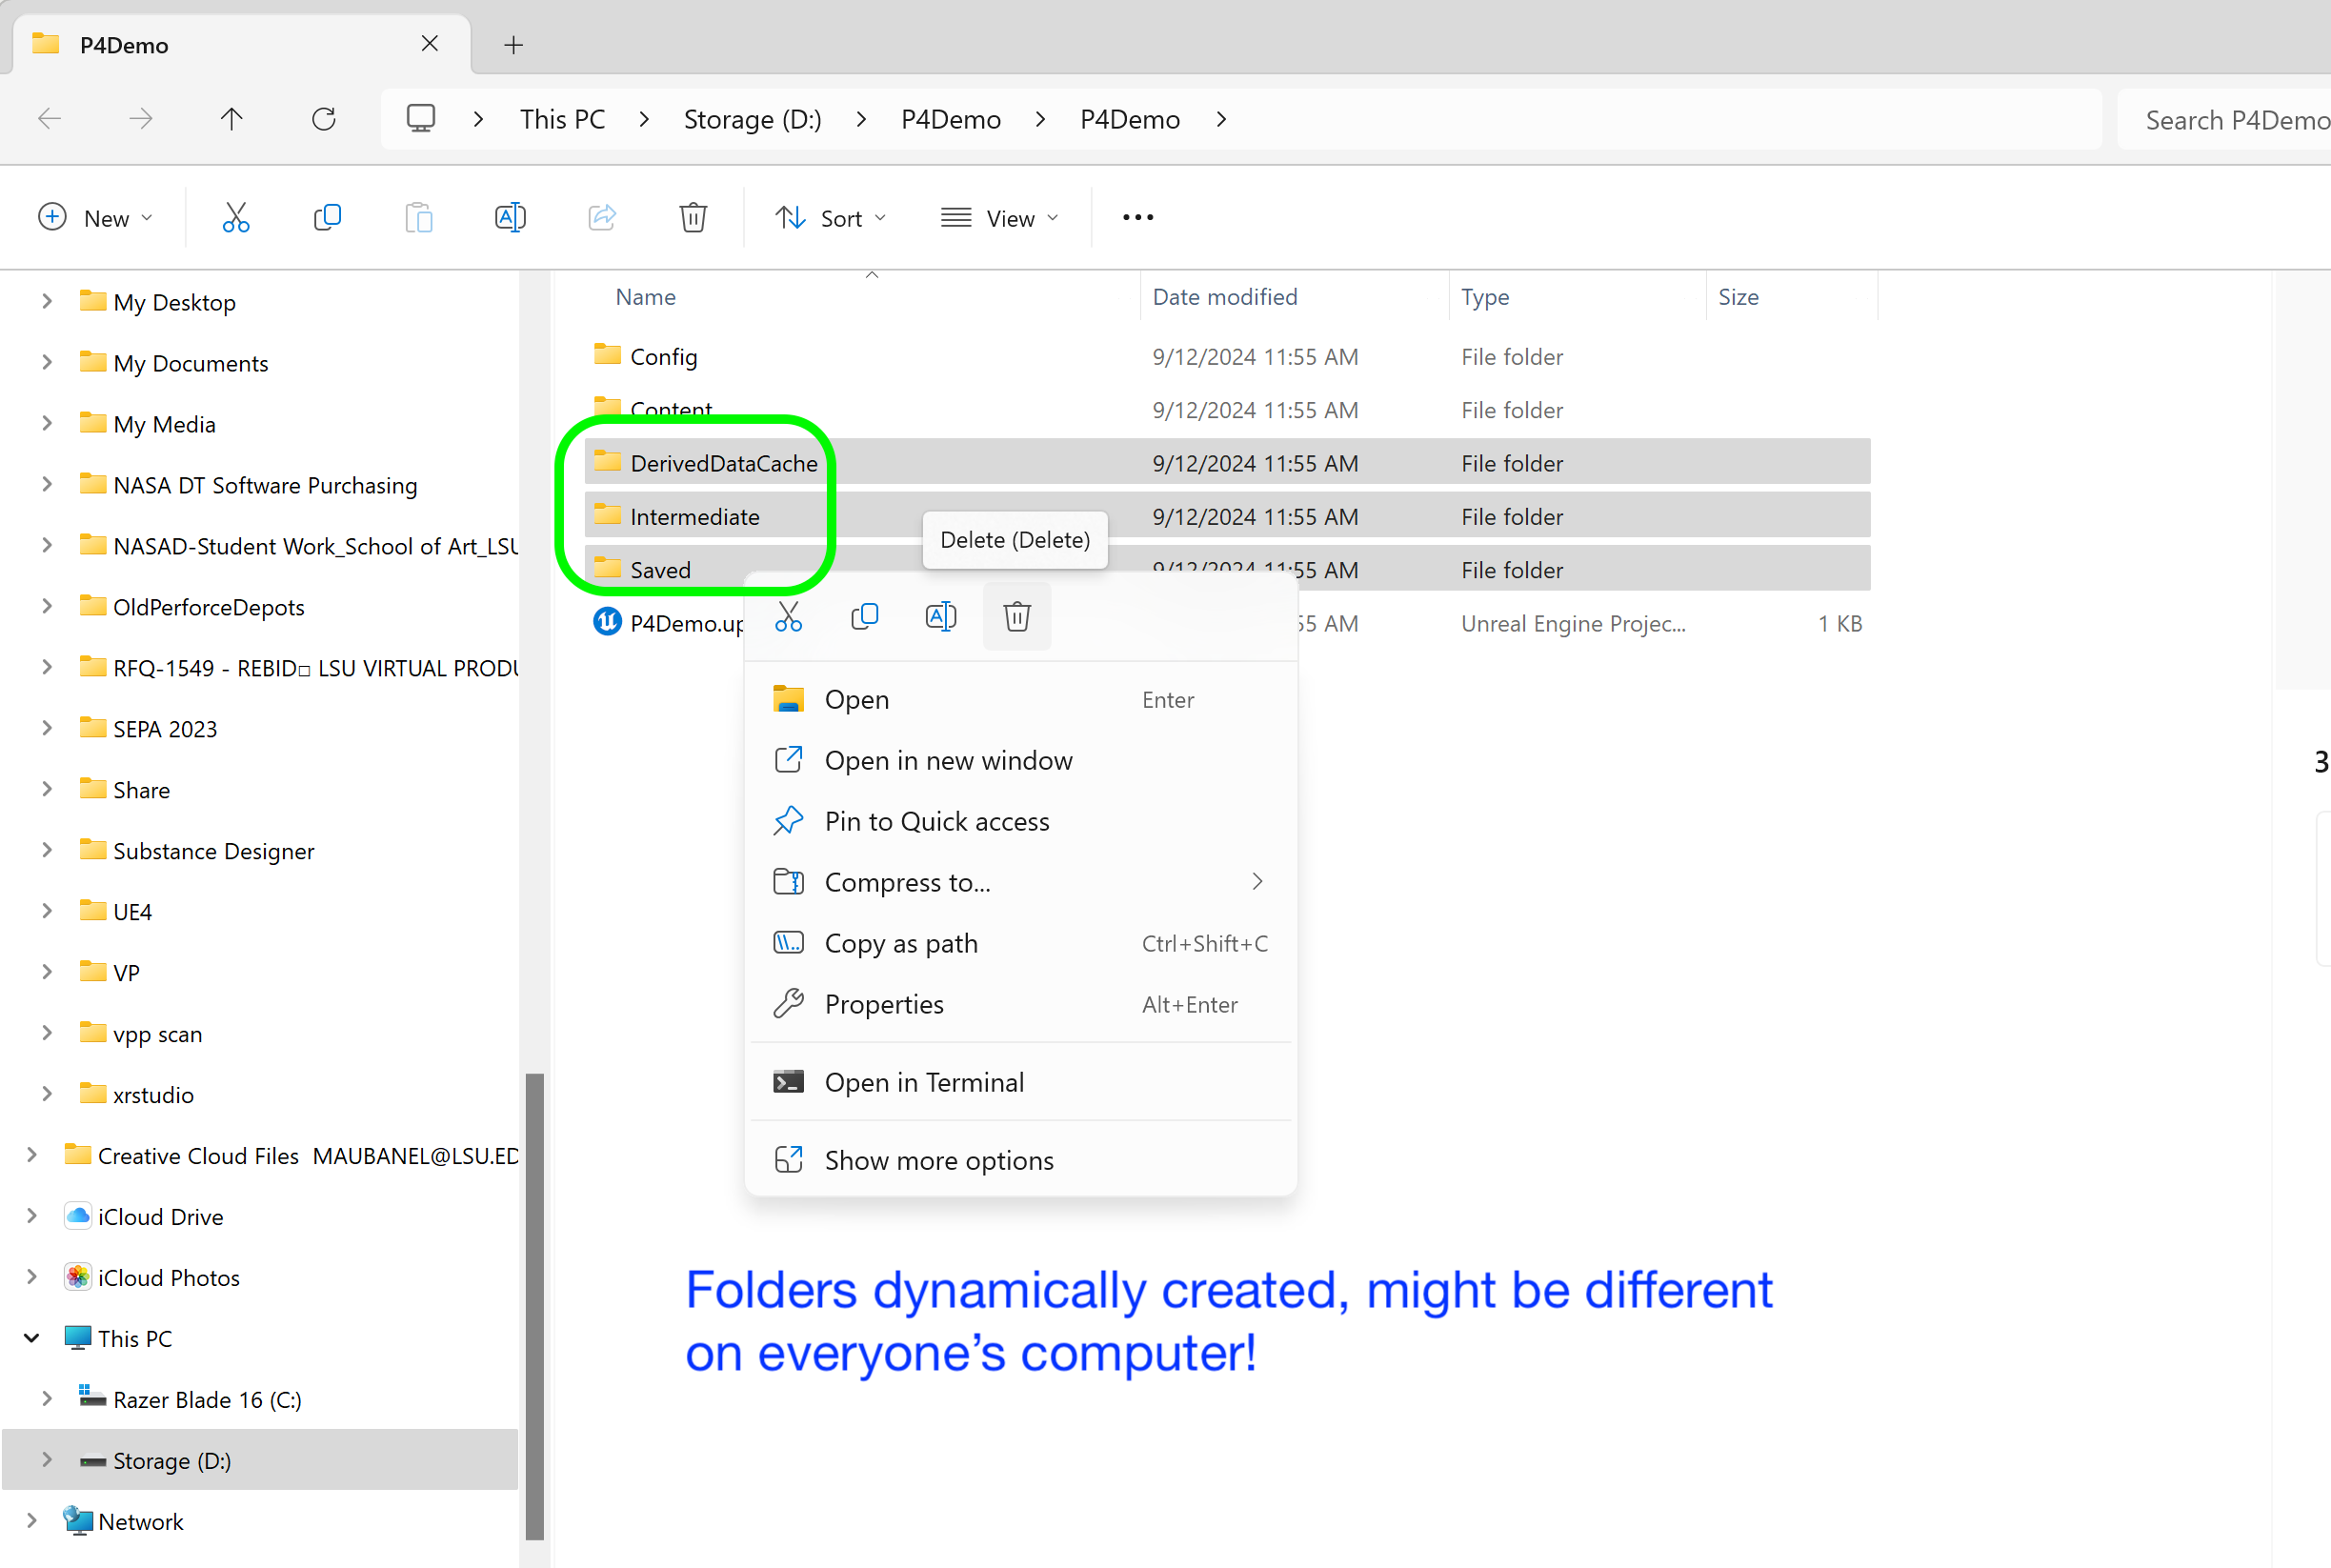 P4Demo
This PC > Storage (D:) > P4Demo > P4Demo >
Search P4Demo
New
Sort
View
Name Date modified Type Size
My Desktop
My Documents
My Media
NASA DT Software Purchasing
NASAD-Student Work_School of Art_LSU
OldPerforceDepots
RFQ-1549 - REBID□ LSU VIRTUAL PRODU
SEPA 2023
Share
Substance Designer
UE4
VP
vpp scan
xrstudio
Creative Cloud Files MAUBANEL@LSU.ED
iCloud Drive
iCloud Photos
This PC
Razer Blade 16 (C:)
Storage (D:)
Network
Config 9/12/2024 11:55 AM File folder
Content 9/12/2024 11:55 AM File folder
DerivedDataCache 9/12/2024 11:55 AM File folder
Intermediate 9/12/2024 11:55 AM File folder
Delete (Delete)
Saved 9/12/2024 11:55 AM File folder
P4Demo.up 55 AM Unreal Engine Projec... 1 KB
Open Enter
Open in new window
Pin to Quick access
Compress to...
Copy as path Ctrl+Shift+C
Properties Alt+Enter
Open in Terminal
Show more options
3
Folders dynamically created, might be different
on everyone's computer!